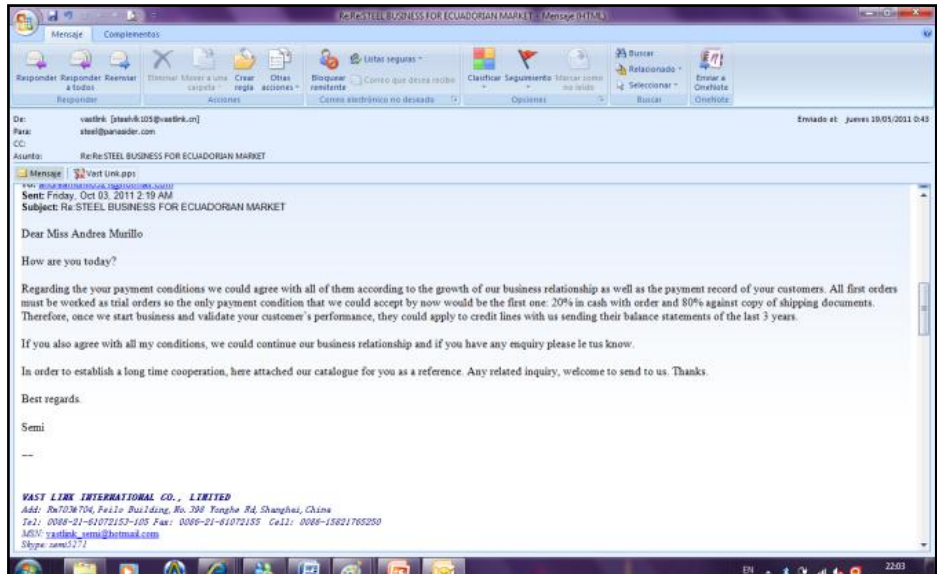 Re:Re:STEEL BUSINESS FOR ECUADORIAN MARKET - Mensaje (HTML)
Mensaje Complementos
Responder Responder a todos Reenviar Eliminar Mover a una carpeta Crear regla Otras acciones Bloquear remitente Listas seguras Correo que desea recibir Clasificar Seguimiento Marcar como no leído Buscar Relacionado Seleccionar Enviar a OneNote
Responder Acciones Correo electrónico no deseado Opciones Buscar OneNote
De: vastlink [steelvlk105@vastlink.cn] Enviado el: jueves 19/05/2011 0:43
Para: steel@panasider.com
CC:
Asunto: Re:Re:STEEL BUSINESS FOR ECUADORIAN MARKET
Mensaje Vast Link.pps
Sent: Friday, Oct 03, 2011 2:19 AM
Subject: Re:STEEL BUSINESS FOR ECUADORIAN MARKET
Dear Miss Andrea Murillo
How are you today?
Regarding the your payment conditions we could agree with all of them according to the growth of our business relationship as well as the payment record of your customers. All first orders
must be worked as trial orders so the only payment condition that we could accept by now would be the first one: 20% in cash with order and 80% against copy of shipping documents.
Therefore, once we start business and validate your customer's performance, they could apply to credit lines with us sending their balance statements of the last 3 years.
If you also agree with all my conditions, we could continue our business relationship and if you have any enquiry please le tus know.
In order to establish a long time cooperation, here attached our catalogue for you as a reference. Any related inquiry, welcome to send to us. Thanks.
Best regards.
Semi
---
VAST LINK INTERNATIONAL CO., LIMITED
Add: Rm703&704, Feilo Building, No. 398 Yonghe Rd, Shanghai, China
Tel: 0086-21-61072153-105 Fax: 0086-21-61072155 Cell: 0086-15821765250
MSN: vastlink_semi@hotmail.com
Skype: semi5271
EN 22:03